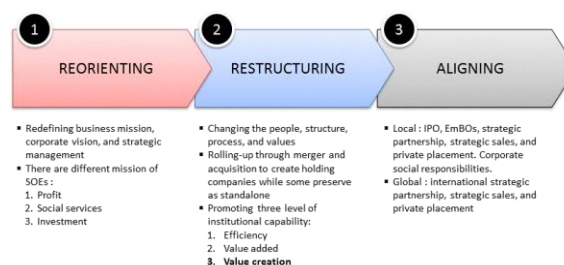 1
REORIENTING
▪ Redefining business mission,
corporate vision, and strategic
management
▪ There are different mission of
SOEs :
1. Profit
2. Social services
3. Investment
2
RESTRUCTURING
▪ Changing the people, structure,
process, and values
▪ Rolling-up through merger and
acquisition to create holding
companies while some preserve
as standalone
▪ Promoting three level of
institutional capability:
1. Efficiency
2. Value added
3. Value creation
3
ALIGNING
▪ Local : IPO, EmBOs, strategic
partnership, strategic sales, and
private placement. Corporate
social responsibilities.
▪ Global : international strategic
partnership, strategic sales, and
private placement